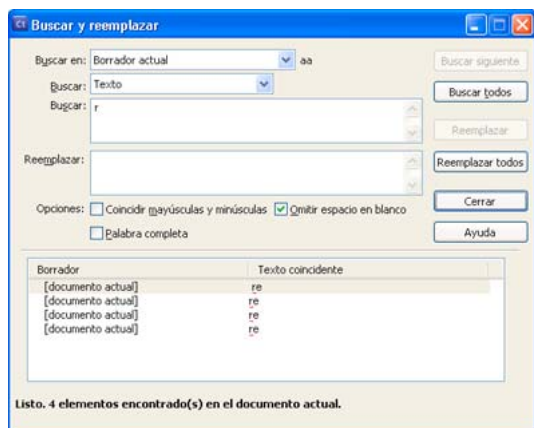 Ct Buscar y reemplazar
Buscar en: Borrador actual aa
Buscar siguiente
Buscar: Texto
Buscar todos
Buscar: r
Reemplazar
Reemplazar:
Reemplazar todos
Opciones: Coincidir mayúsculas y minúsculas Omitir espacio en blanco
Cerrar
Palabra completa
Ayuda
Borrador Texto coincidente
[documento actual] re
[documento actual] re
[documento actual] re
[documento actual] re
Listo. 4 elementos encontrado(s) en el documento actual.